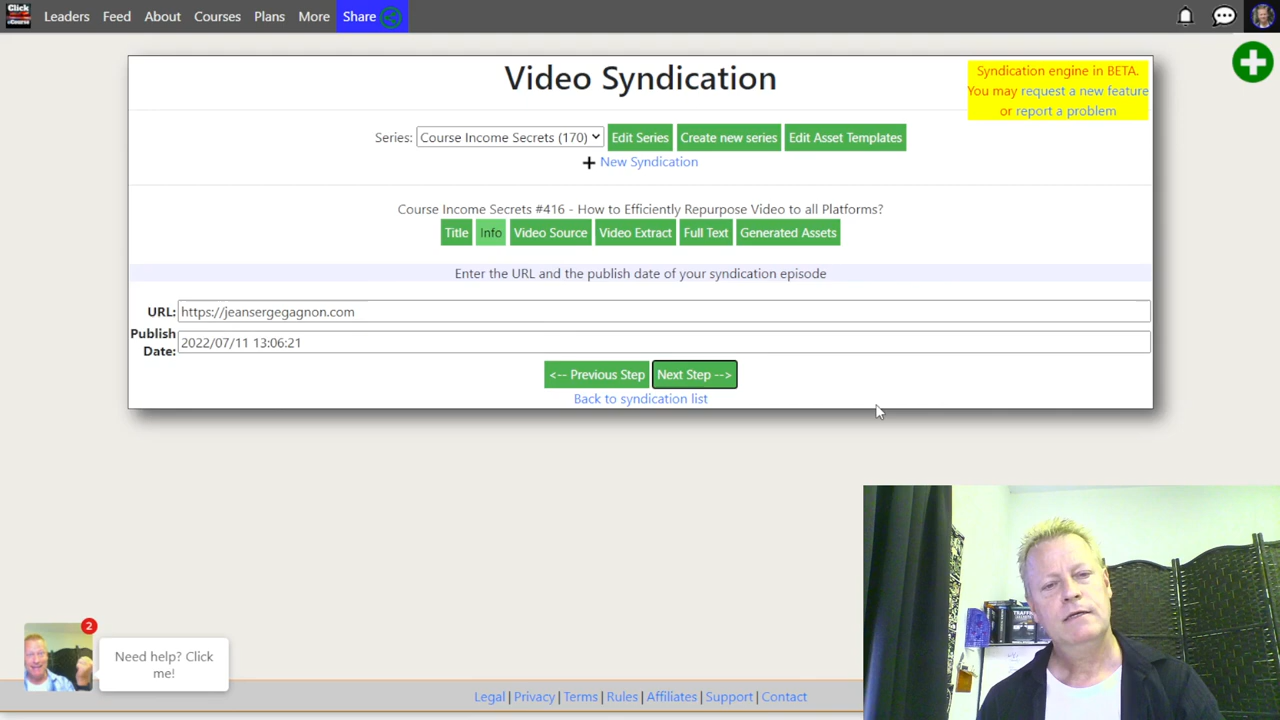 Click
eCourse
Leaders Feed About Courses Plans More Share
Video Syndication
Syndication engine in BETA.
You may request a new feature
or report a problem
Series: Course Income Secrets (170) Edit Series Create new series Edit Asset Templates
New Syndication
Course Income Secrets #416 - How to Efficiently Repurpose Video to all Platforms?
Title Info Video Source Video Extract Full Text Generated Assets
Enter the URL and the publish date of your syndication episode
URL: https://jeansergegagnon.com
Publish
Date: 2022/07/11 13:06:21
<-- Previous Step Next Step -->
Back to syndication list
2
Need help? Click
me!
Legal | Privacy | Terms | Rules | Affiliates | Support | Contact